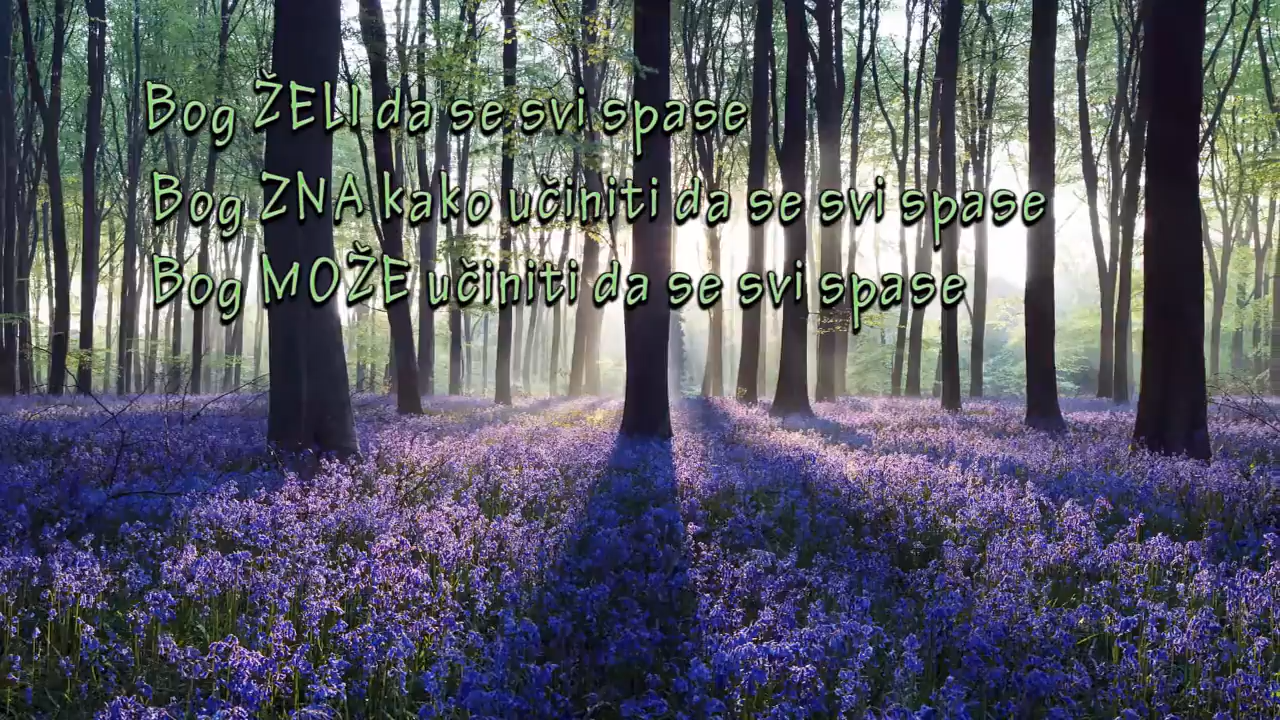 Bog ŽELI da se svi spase
Bog ZNA kako učiniti da se svi spase
Bog MOŽE učiniti da se svi spase